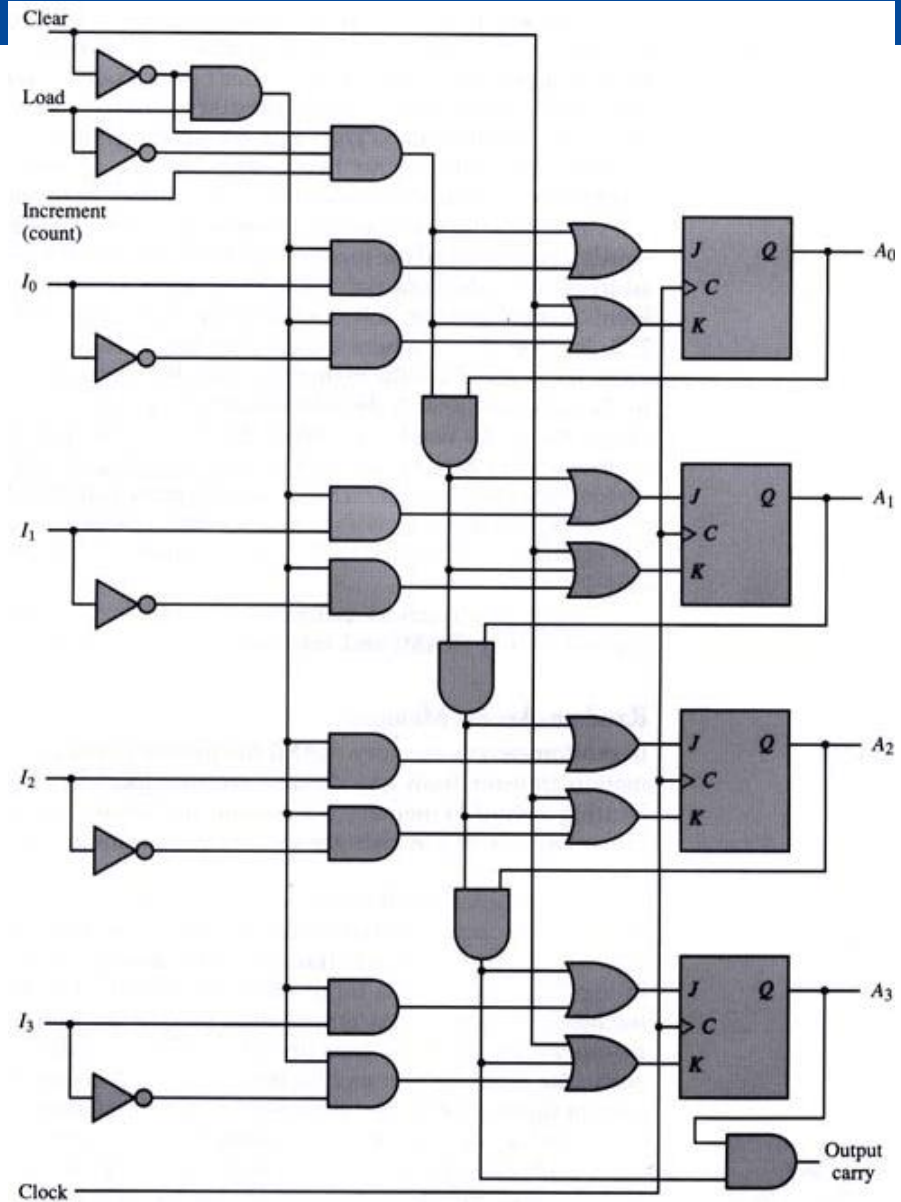 Clear
Load
Increment
(count)
I0
J Q A0
C
K
I1
J Q A1
C
K
I2
J Q A2
C
K
I3
J Q A3
C
K
Output
carry
Clock